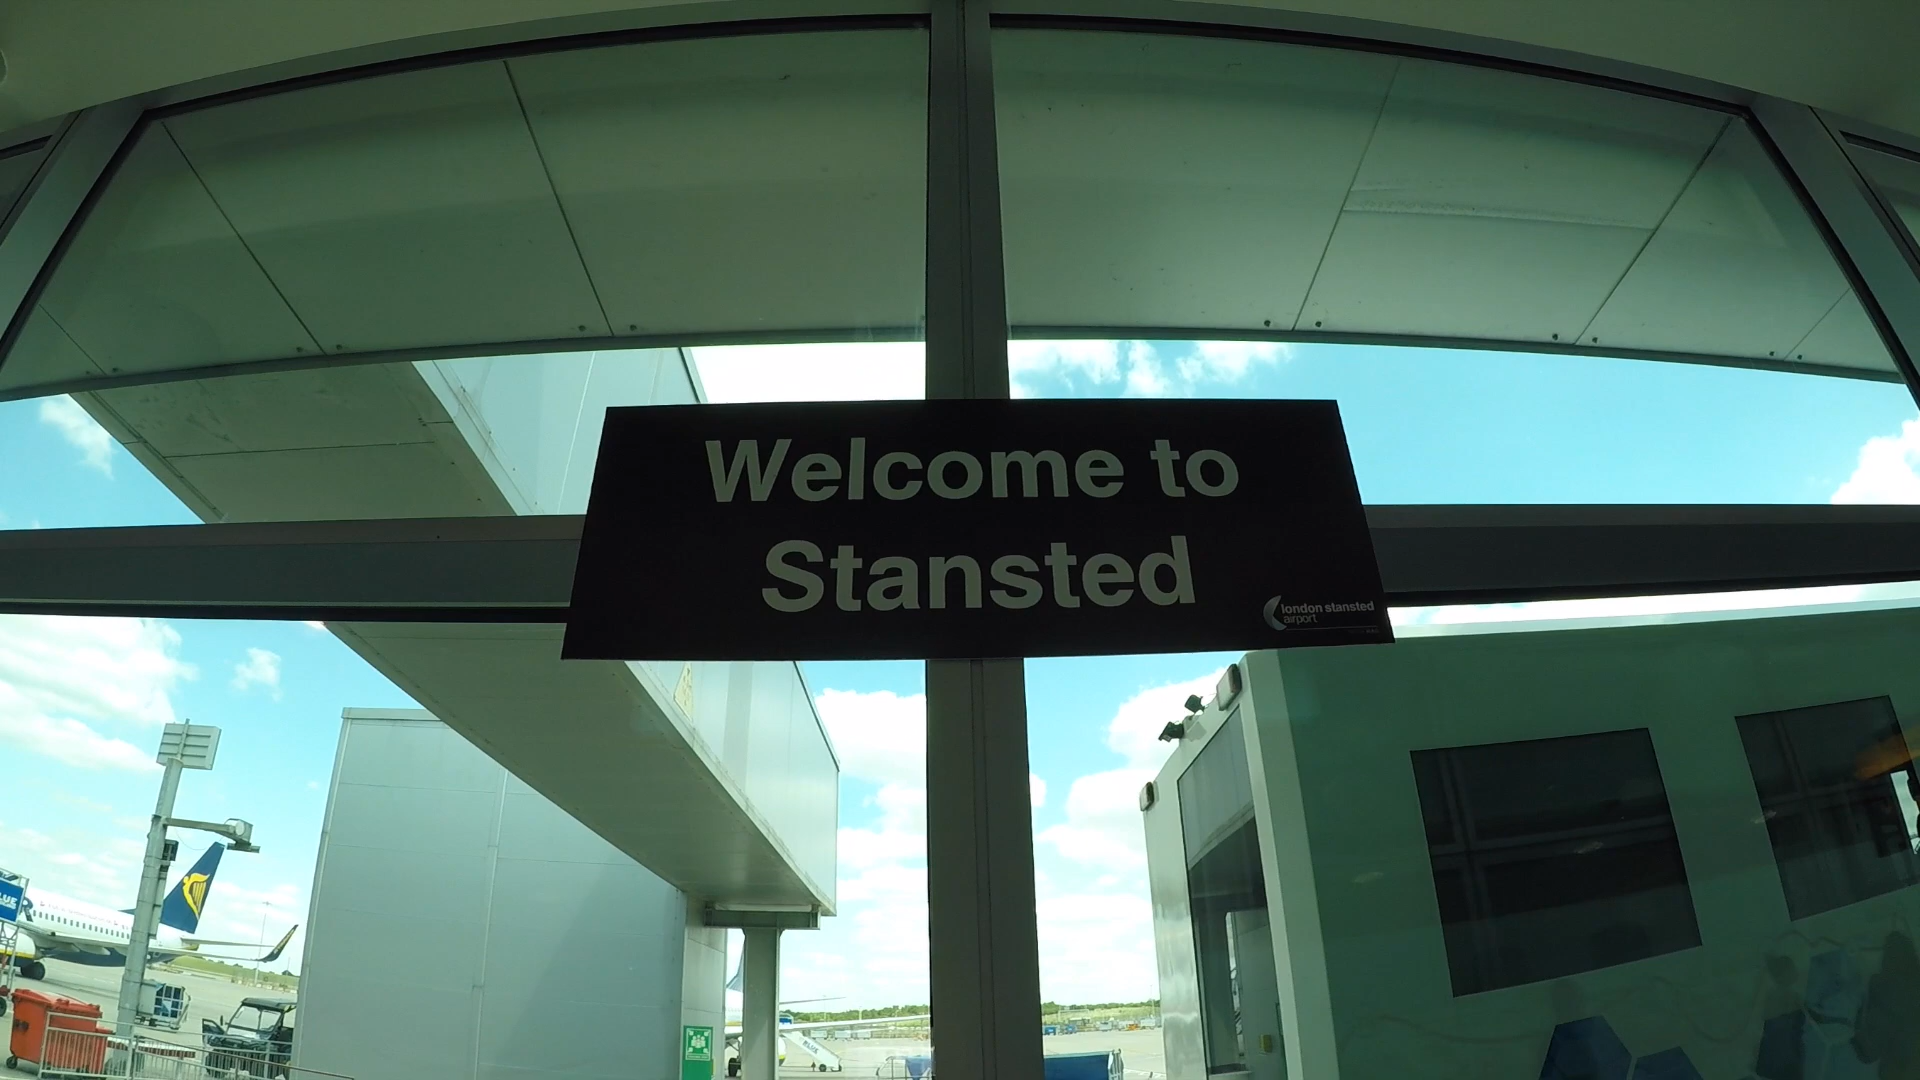 Welcome to
Stansted
london stansted
airport